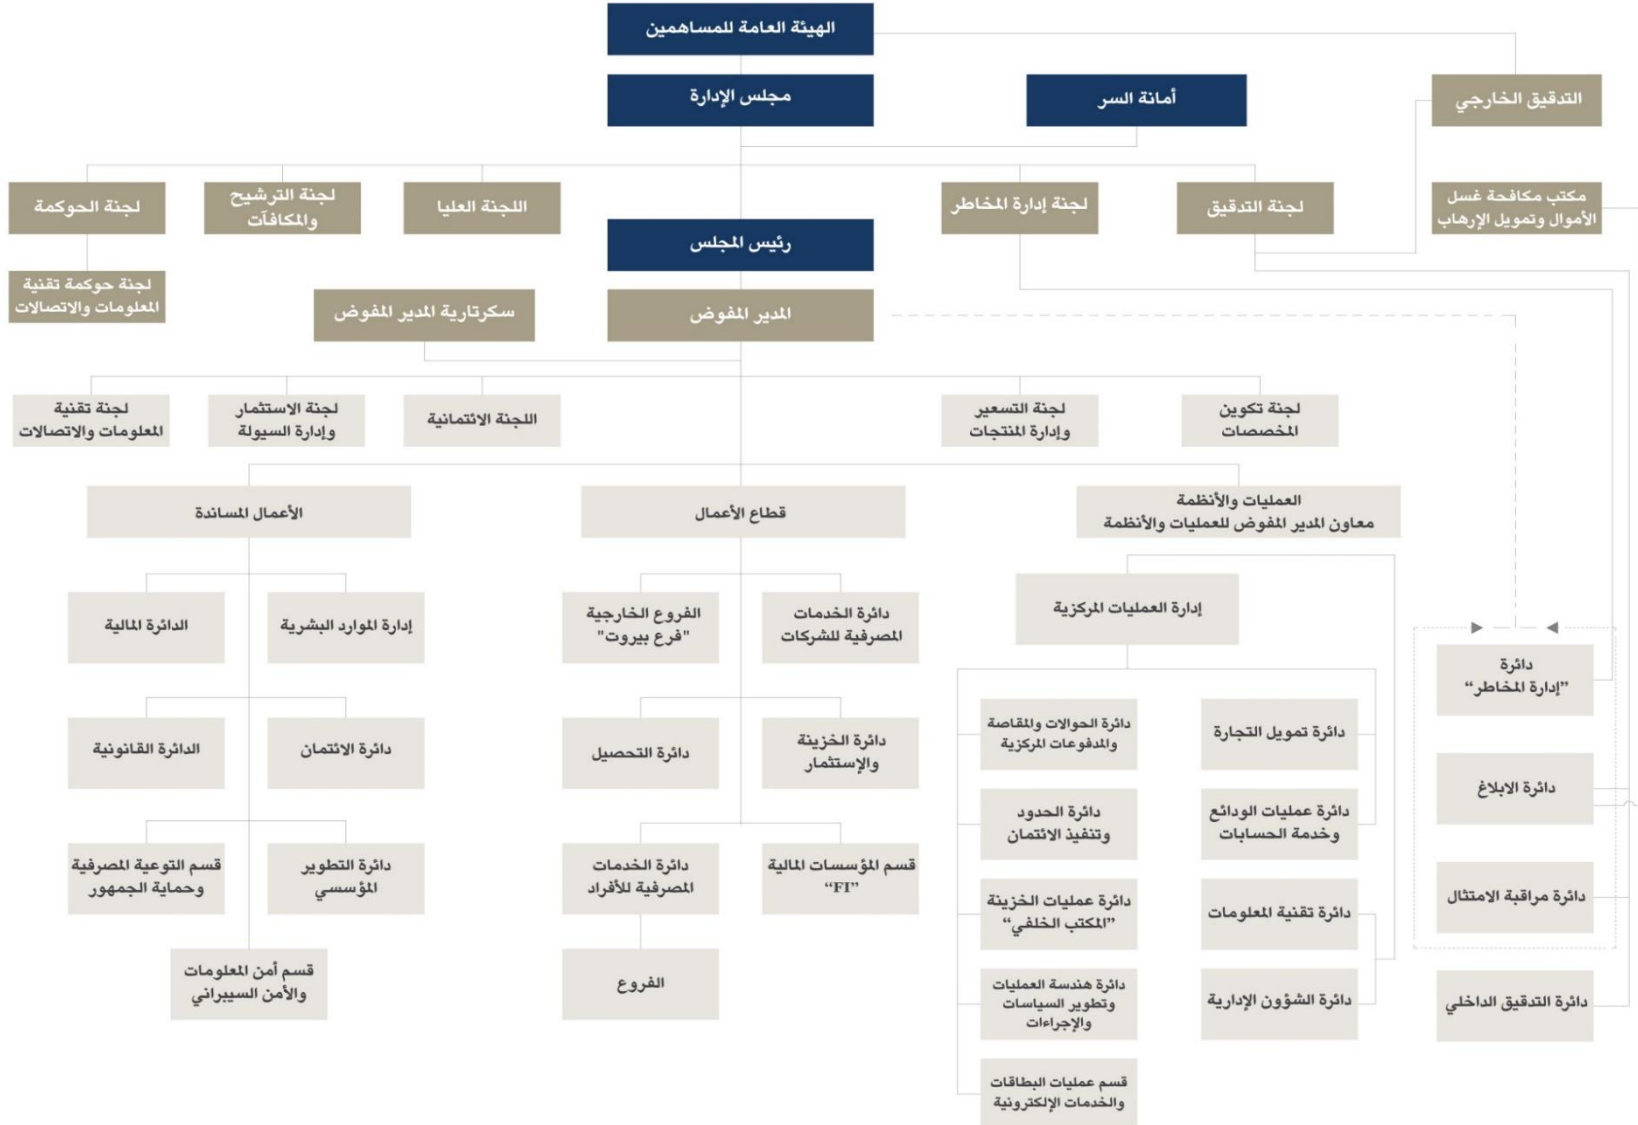 الهيئة العامة للمساهمين
مجلس الإدارة
أمانة السر
التدقيق الخارجي
مكتب مكافحة غسل
الأموال وتمويل الإرهاب
لجنة التدقيق
لجنة إدارة المخاطر
اللجنة العليا
لجنة الترشيح
والمكافآت
لجنة الحوكمة
رئيس المجلس
لجنة حوكمة تقنية
المعلومات والاتصالات
المدير المفوض
سكرتارية المدير المفوض
لجنة تكوين
المخصصات
لجنة التسعير
وإدارة المنتجات
اللجنة الائتمانية
لجنة الاستثمار
وإدارة السيولة
لجنة تقنية
المعلومات والاتصالات
العمليات والأنظمة
معاون المدير المفوض للعمليات والأنظمة
قطاع الأعمال
الأعمال المساندة
دائرة
“إدارة المخاطر”
دائرة الابلاغ
دائرة مراقبة الامتثال
دائرة التدقيق الداخلي
إدارة العمليات المركزية
دائرة تمويل التجارة
دائرة الحوالات والمقاصة
والمدفوعات المركزية
دائرة عمليات الودائع
وخدمة الحسابات
دائرة الحدود
وتنفيذ الائتمان
دائرة تقنية المعلومات
دائرة عمليات الخزينة
“المكتب الخلفي”
دائرة الشؤون الإدارية
دائرة هندسة العمليات
وتطوير السياسات
والإجراءات
قسم عمليات البطاقات
والخدمات الإلكترونية
دائرة الخدمات
المصرفية للشركات
الفروع الخارجية
"فرع بيروت"
دائرة الخزينة
والإستثمار
دائرة التحصيل
قسم المؤسسات المالية
“FI”
دائرة الخدمات
المصرفية للأفراد
الفروع
إدارة الموارد البشرية
الدائرة المالية
دائرة الائتمان
الدائرة القانونية
دائرة التطوير
المؤسسي
قسم التوعية المصرفية
وحماية الجمهور
قسم أمن المعلومات
والأمن السيبراني